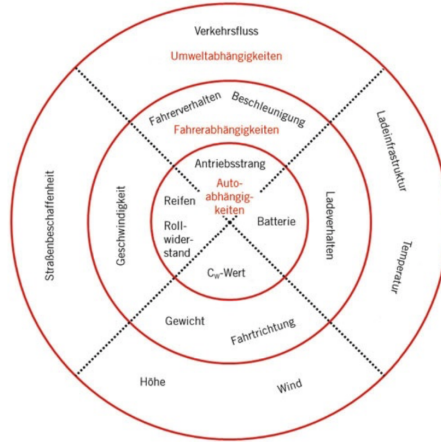 Verkehrsfluss
Umweltabhängigkeiten
Fahrerverhalten
Beschleunigung
Fahrerabhängigkeiten
Antriebsstrang
Auto-
abhängig-
keiten
Reifen
Roll-
wider-
stand
Batterie
Cw-Wert
Geschwindigkeit
Ladeverhalten
Straßenbeschaffenheit
Ladeinfrastruktur
Temperatur
Gewicht
Fahrtrichtung
Höhe
Wind